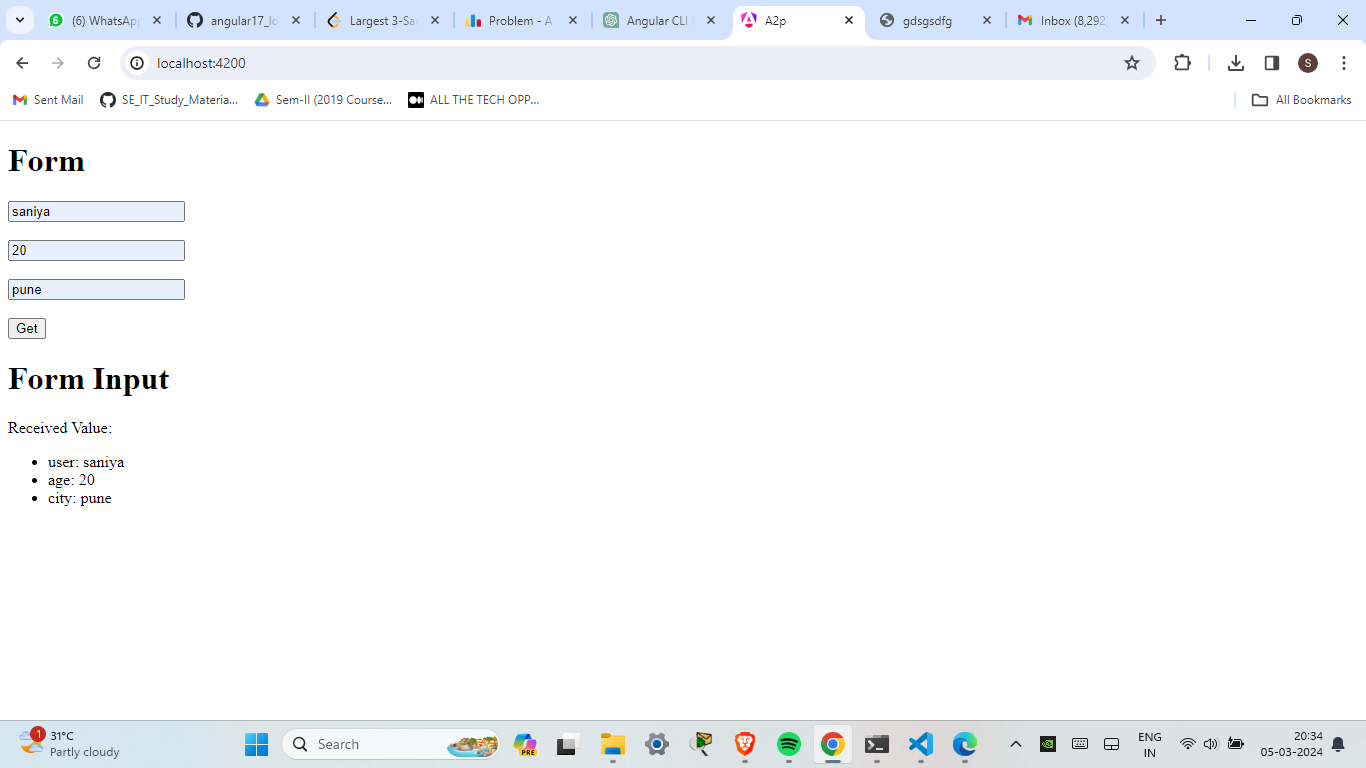 (6) WhatsApp
angular17_lo
Largest 3-Sa
Problem - A
Angular CLI
A2p
gdsgsdfg
Inbox (8,292
localhost:4200
S
Sent Mail
SE_IT_Study_Materia...
Sem-II (2019 Course...
ALL THE TECH OPP...
All Bookmarks
Form
saniya
20
pune
Get
Form Input
Received Value:
user: saniya
age: 20
city: pune
1
31°C
Partly cloudy
Search
PRE
ENG
IN
20:34
05-03-2024